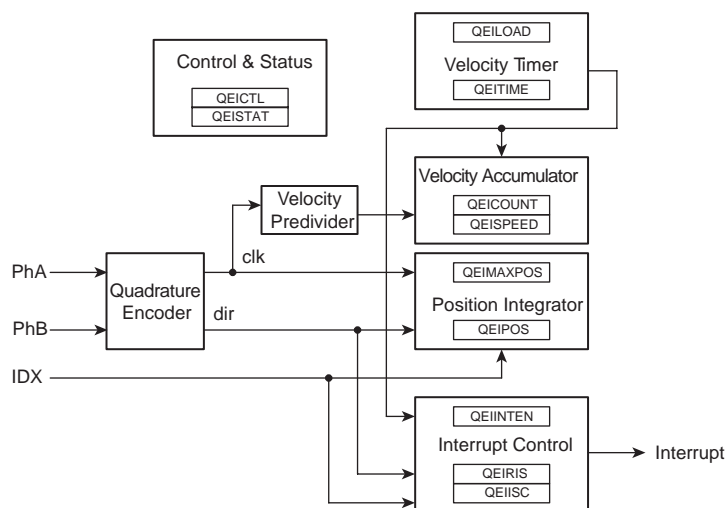 QEILOAD
Velocity Timer
QEITIME
Control & Status
QEICTL
QEISTAT
Velocity Accumulator
QEICOUNT
QEISPEED
Velocity
Predivider
clk
PhA
Quadrature
Encoder
dir
PhB
IDX
QEIMAXPOS
Position Integrator
QEIPOS
QEIINTEN
Interrupt Control
QEIRIS
QEIISC
Interrupt